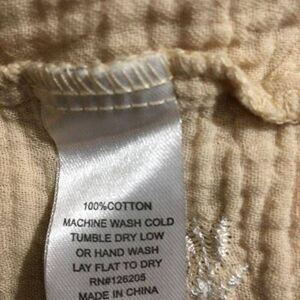 100%COTTON
MACHINE WASH COLD
TUMBLE DRY LOW
OR HAND WASH
LAY FLAT TO DRY
RN#126205
MADE IN CHINA